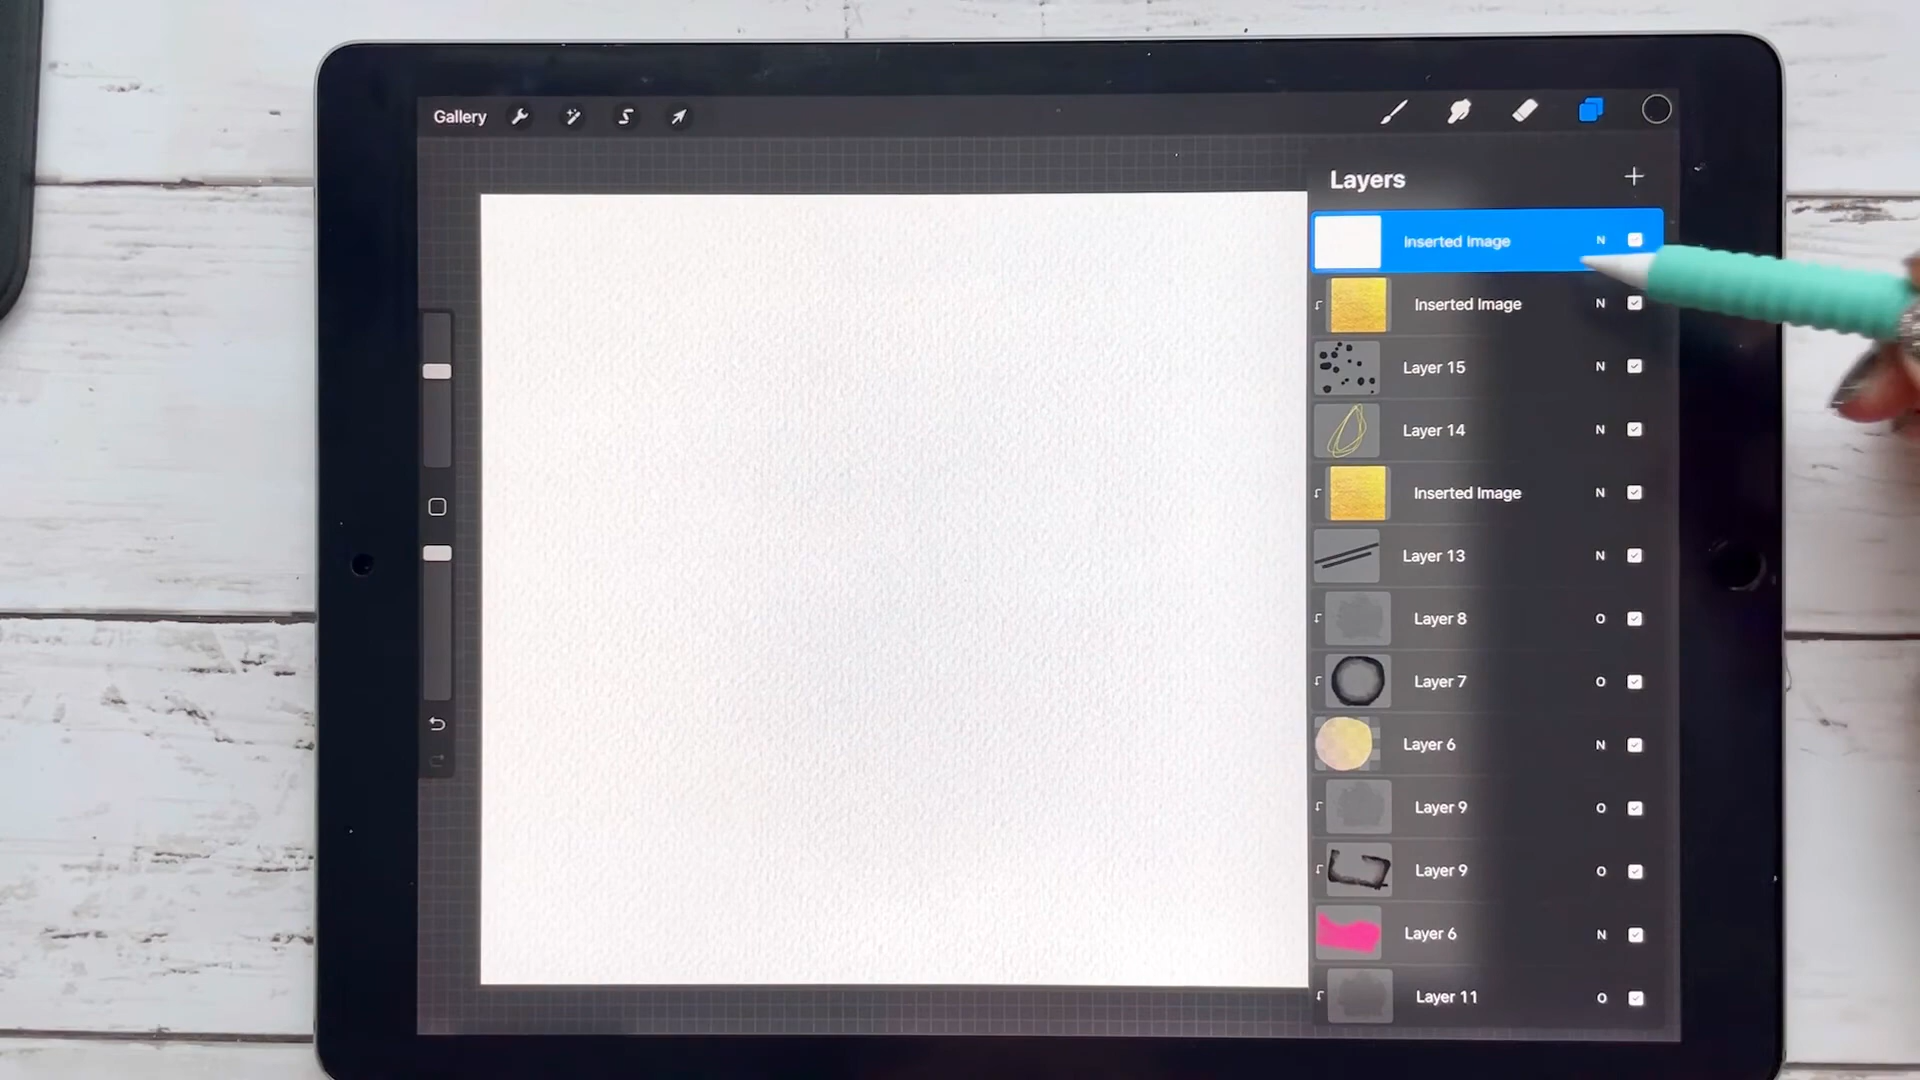 Gallery
Layers
Inserted Image N
Inserted Image N
Layer 15 N
Layer 14 N
Inserted Image N
Layer 13 N
Layer 8 O
Layer 7 O
Layer 6 N
Layer 9 O
Layer 9 O
Layer 6 N
Layer 11 O